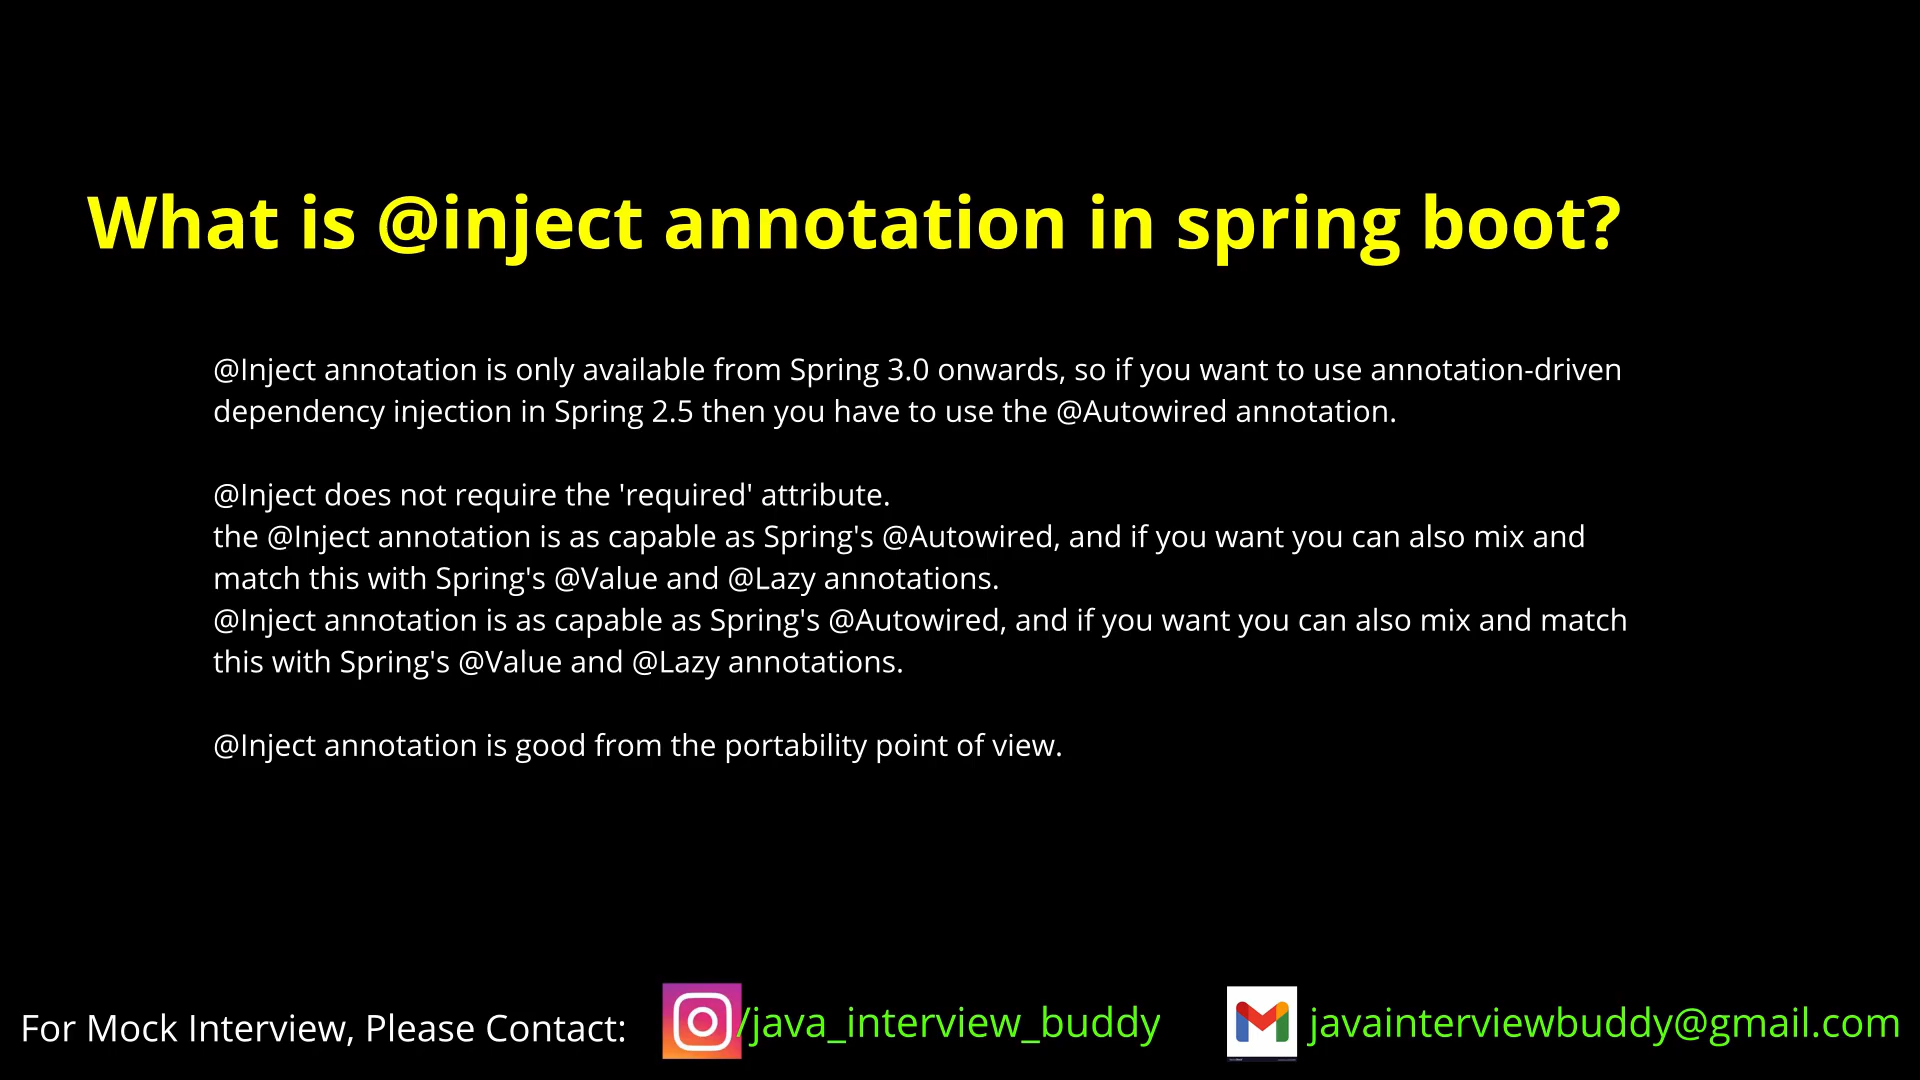 What is @inject annotation in spring boot?
@Inject annotation is only available from Spring 3.0 onwards, so if you want to use annotation-driven
dependency injection in Spring 2.5 then you have to use the @Autowired annotation.
@Inject does not require the 'required' attribute.
the @Inject annotation is as capable as Spring's @Autowired, and if you want you can also mix and
match this with Spring's @Value and @Lazy annotations.
@Inject annotation is as capable as Spring's @Autowired, and if you want you can also mix and match
this with Spring's @Value and @Lazy annotations.
@Inject annotation is good from the portability point of view.
For Mock Interview, Please Contact: /java_interview_buddy javainterviewbuddy@gmail.com